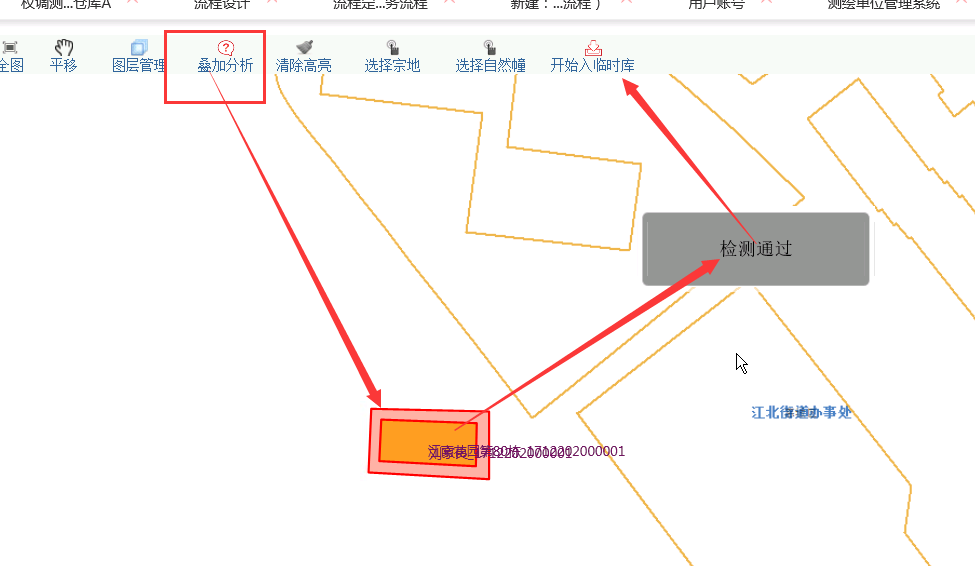 权调测...仓库A 流程设计 流程是...务流程 新建：...流程） 用户账号 测绘单位管理系统
全图 平移 图层管理 叠加分析 清除高亮 选择宗地 选择自然幢 开始入临时库
检测通过
江北街道办事处
1712202000001